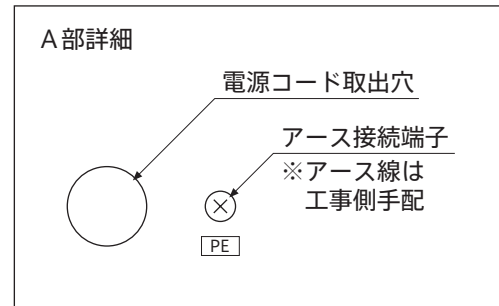 A部詳細
電源コード取出穴
アース接続端子
※アース線は
工事側手配
PE